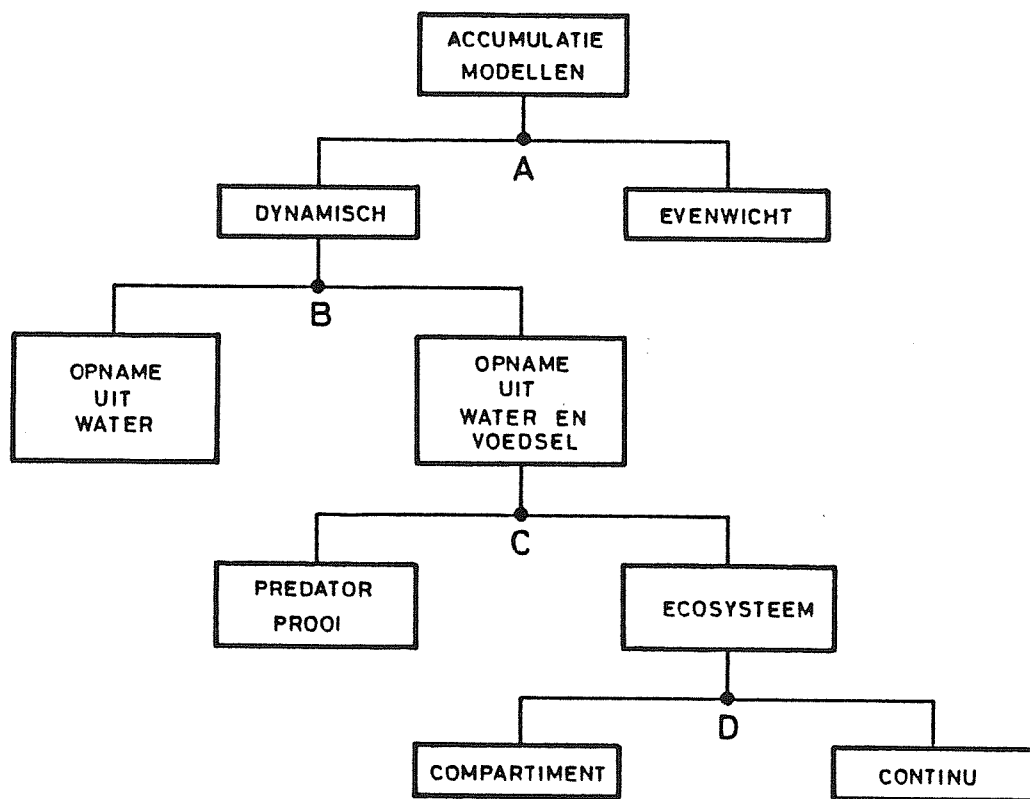 ACCUMULATIE
MODELLEN
A
DYNAMISCH
EVENWICHT
B
OPNAME
UIT
WATER
OPNAME
UIT
WATER EN
VOEDSEL
C
PREDATOR
PROOI
ECOSYSTEEM
D
COMPARTIMENT
CONTINU